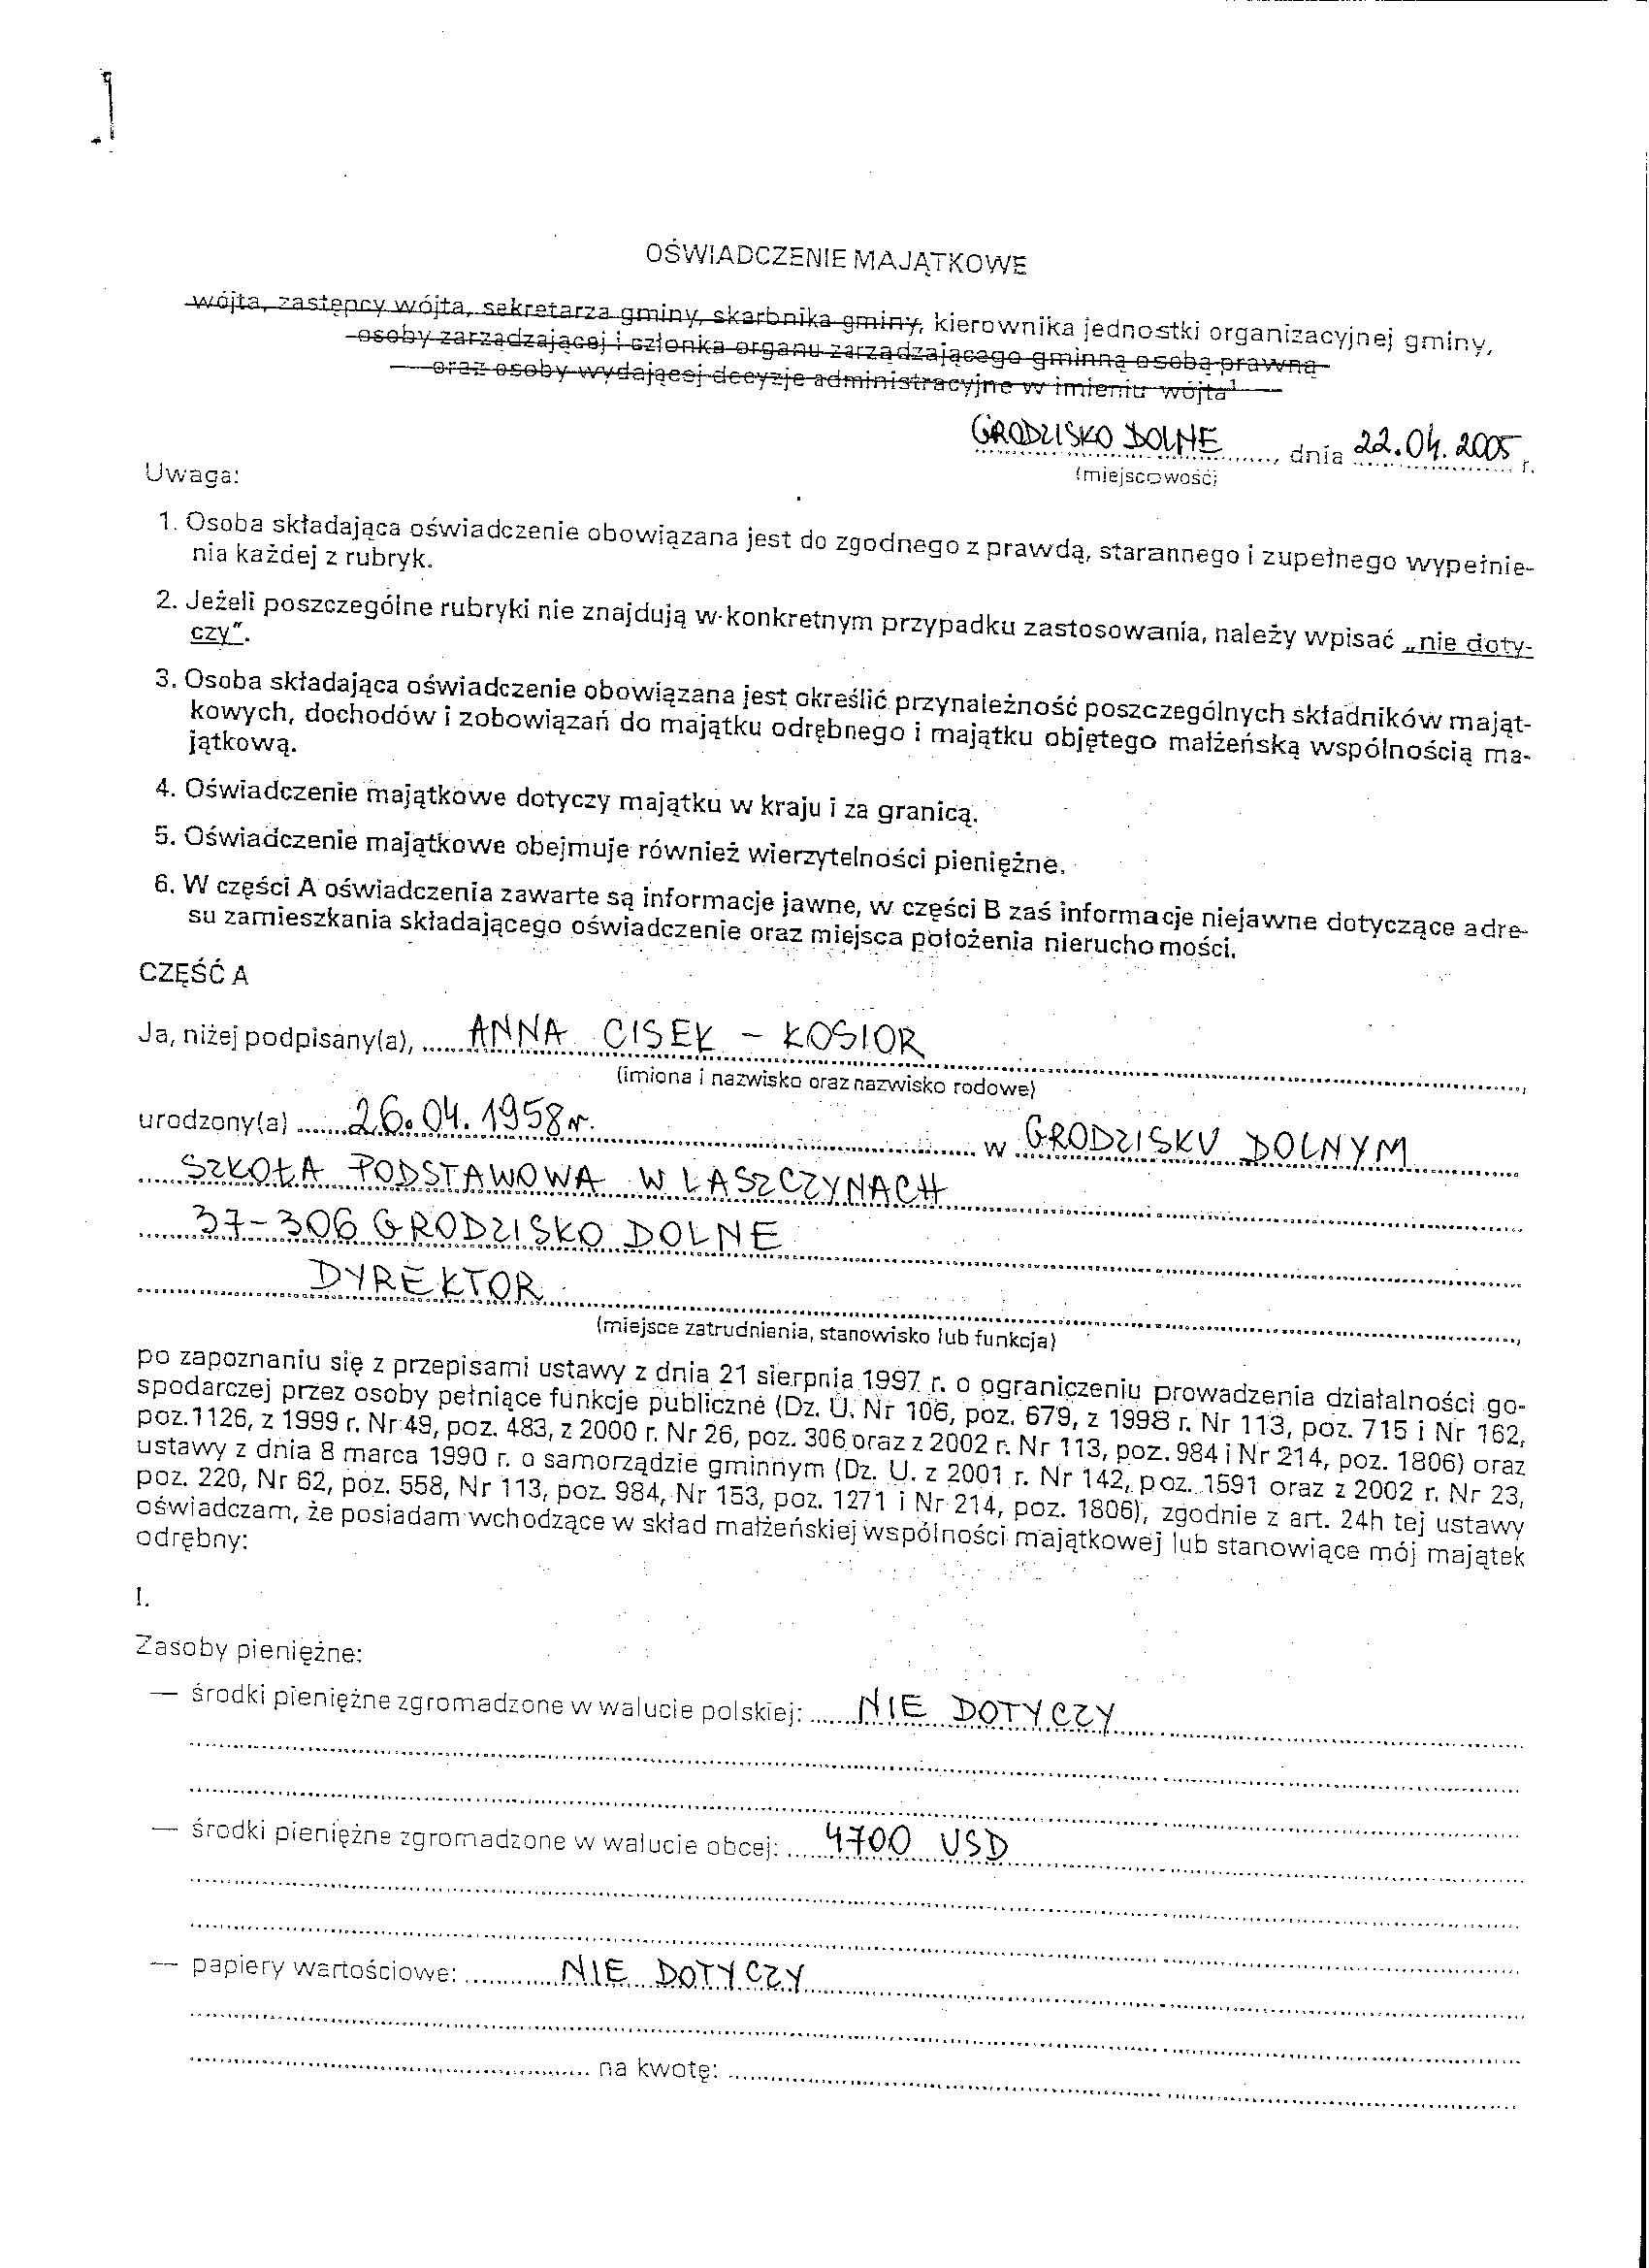 OŚWIADCZENIE MAJĄTKOWE
wójta, zastępcy wójta, sekretarza gminy, skarbnika gminy, kierownika jednostki organizacyjnej gminy,
osoby zarządzającej i członka organu zarządzającego gminną osobą prawną
oraz osoby wydającej decyzje administracyjne w imieniu wójta¹
GRODZISKO DOLNE, dnia 22.04.2005 r.
(miejscowość)
Uwaga:
1. Osoba składająca oświadczenie obowiązana jest do zgodnego z prawdą, starannego i zupełnego wypełnie-
nia każdej z rubryk.
2. Jeżeli poszczególne rubryki nie znajdują w konkretnym przypadku zastosowania, należy wpisać „nie doty-
czy".
3. Osoba składająca oświadczenie obowiązana jest określić przynależność poszczególnych składników mająt-
kowych, dochodów i zobowiązań do majątku odrębnego i majątku objętego małżeńską wspólnością ma-
jątkową.
4. Oświadczenie majątkowe dotyczy majątku w kraju i za granicą.
5. Oświadczenie majątkowe obejmuje również wierzytelności pieniężne.
6. W części A oświadczenia zawarte są informacje jawne, w części B zaś informacje niejawne dotyczące adre-
su zamieszkania składającego oświadczenie oraz miejsca położenia nieruchomości.
CZĘŚĆ A
Ja, niżej podpisany(a), ANNA CISEK - KOSIOR
(imiona i nazwisko oraz nazwisko rodowe)
urodzony(a) 26.04.1958r. w GRODZISKU DOLNYM
SZKOŁA PODSTAWOWA W LASZCZYNACH
37-306 GRODZISKO DOLNE
DYREKTOR
(miejsce zatrudnienia, stanowisko lub funkcja)
po zapoznaniu się z przepisami ustawy z dnia 21 sierpnia 1997 r. o ograniczeniu prowadzenia działalności go-
spodarczej przez osoby pełniące funkcje publiczne (Dz. U. Nr 106, poz. 679, z 1998 r. Nr 113, poz. 715 i Nr 162,
poz. 1126, z 1999 r. Nr 49, poz. 483, z 2000 r. Nr 26, poz. 306 oraz z 2002 r. Nr 113, poz. 984 i Nr 214, poz. 1806) oraz
ustawy z dnia 8 marca 1990 r. o samorządzie gminnym (Dz. U. z 2001 r. Nr 142, poz. 1591 oraz z 2002 r. Nr 23,
poz. 220, Nr 62, poz. 558, Nr 113, poz. 984, Nr 153, poz. 1271 i Nr 214, poz. 1806), zgodnie z art. 24h tej ustawy
oświadczam, że posiadam wchodzące w skład małżeńskiej wspólności majątkowej lub stanowiące mój majątek
odrębny:
I.
Zasoby pieniężne:
— środki pieniężne zgromadzone w walucie polskiej: NIE DOTYCZY
— środki pieniężne zgromadzone w walucie obcej: 4700 USD
— papiery wartościowe: NIE DOTYCZY
na kwotę: